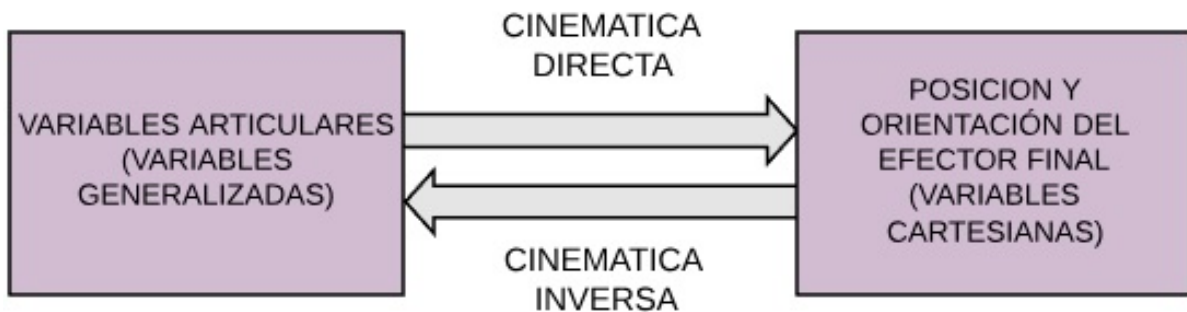 CINEMATICA
DIRECTA
VARIABLES ARTICULARES
(VARIABLES
GENERALIZADAS)
POSICION Y
ORIENTACIÓN DEL
EFECTOR FINAL
(VARIABLES
CARTESIANAS)
CINEMATICA
INVERSA